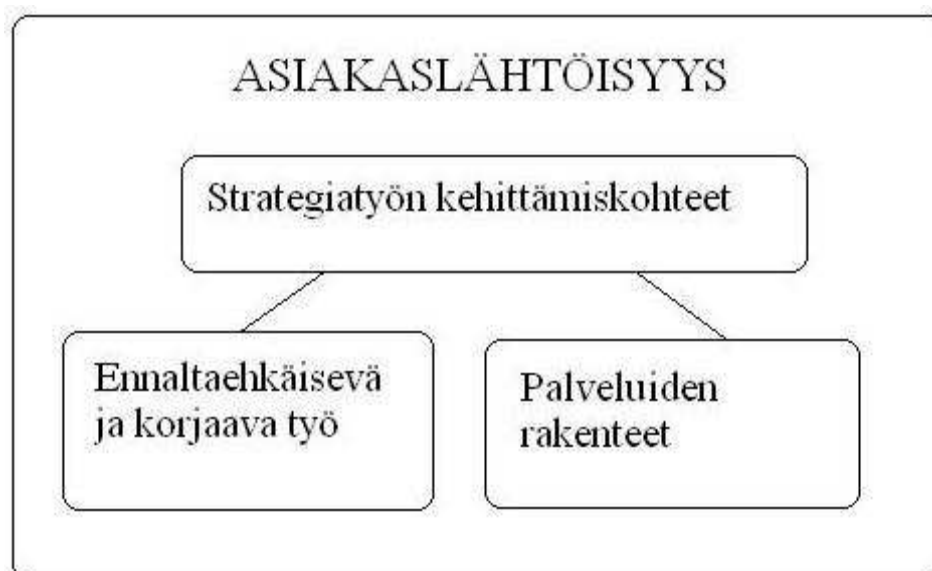 ASIAKASLÄHTÖISYYS
Strategiatyön kehittämiskohteet
Ennaltaehkäisevä
ja korjaava työ
Palveluiden
rakenteet